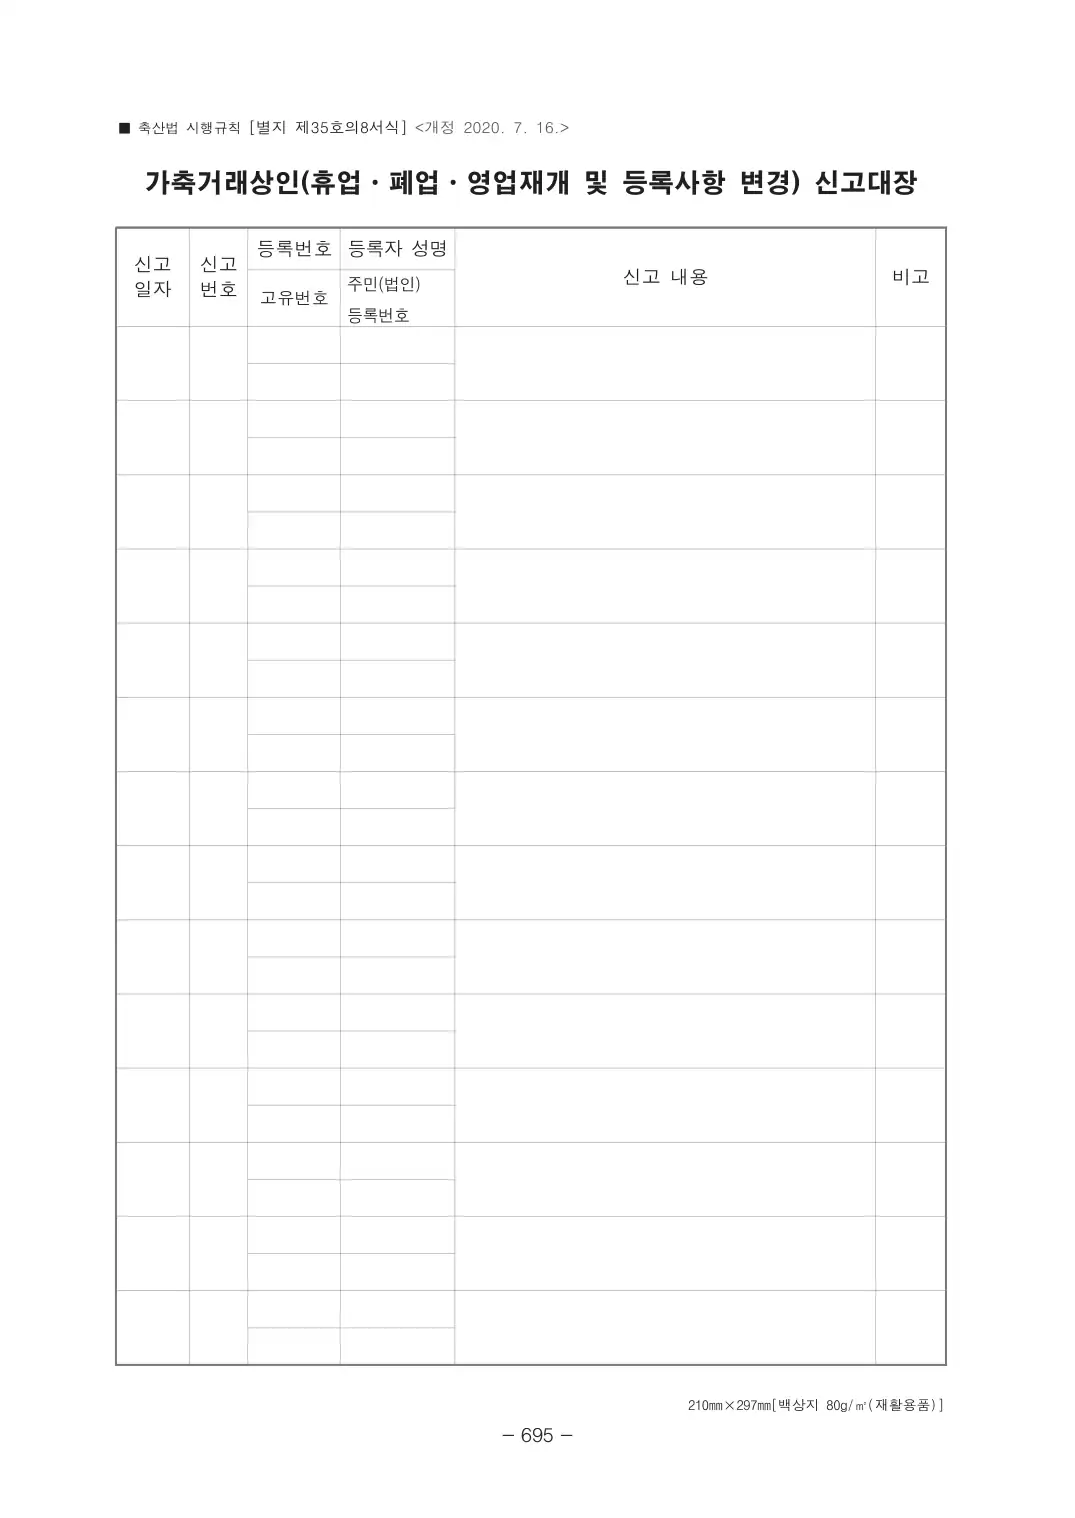 ■ 축산법 시행규칙 [별지 제35호의8서식] <개정 2020. 7. 16.>
가축거래상인(휴업·폐업·영업재개 및 등록사항 변경) 신고대장
신고
일자
신고
번호
등록번호
고유번호
등록자 성명
주민(법인)
등록번호
신고 내용
비고
210㎜×297㎜[백상지 80g/㎡(재활용품)]
- 695 -